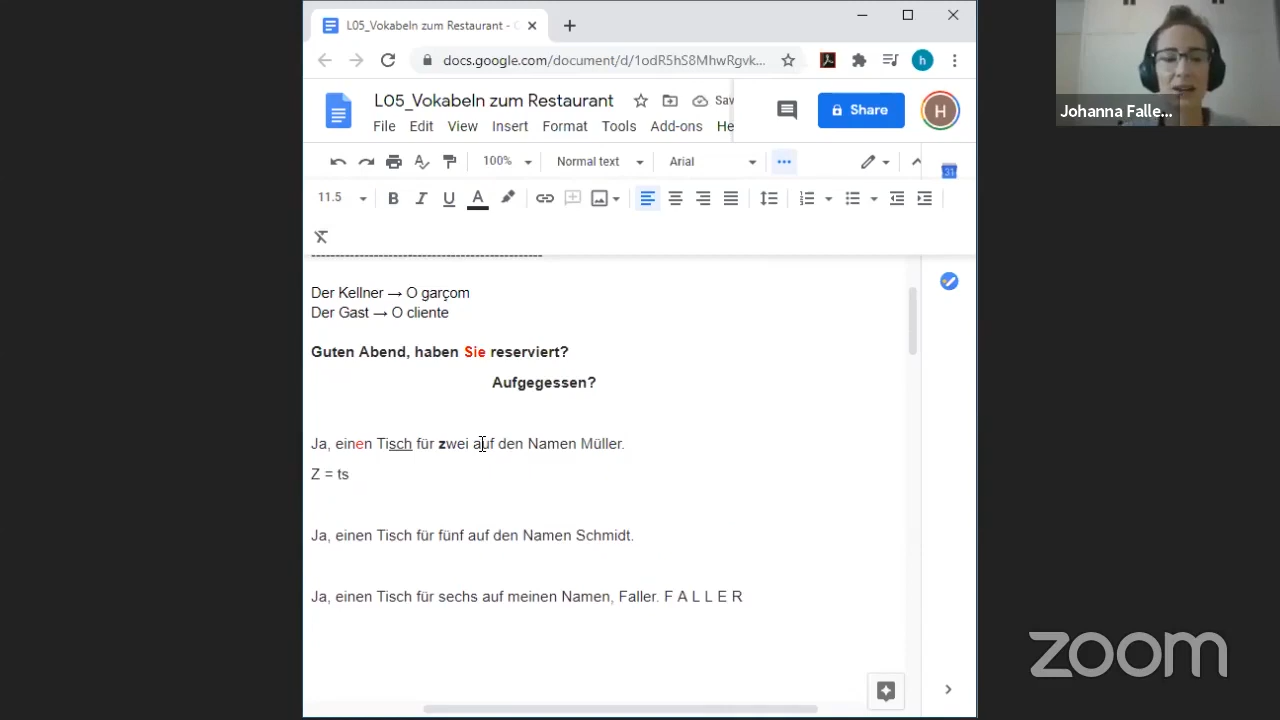 L05_Vokabeln zum Restaurant - G
docs.google.com/document/d/1odR5hS8MhwRgvk...
h
L05_Vokabeln zum Restaurant
Sav
Share
H
File Edit View Insert Format Tools Add-ons He
100% Normal text Arial
31
11.5 B I U A
Der Kellner → O garçom
Der Gast → O cliente
Guten Abend, haben Sie reserviert?
Aufgegessen?
Ja, einen Tisch für zwei auf den Namen Müller.
Z = ts
Ja, einen Tisch für fünf auf den Namen Schmidt.
Ja, einen Tisch für sechs auf meinen Namen, Faller. F A L L E R
Johanna Falle...
zoom